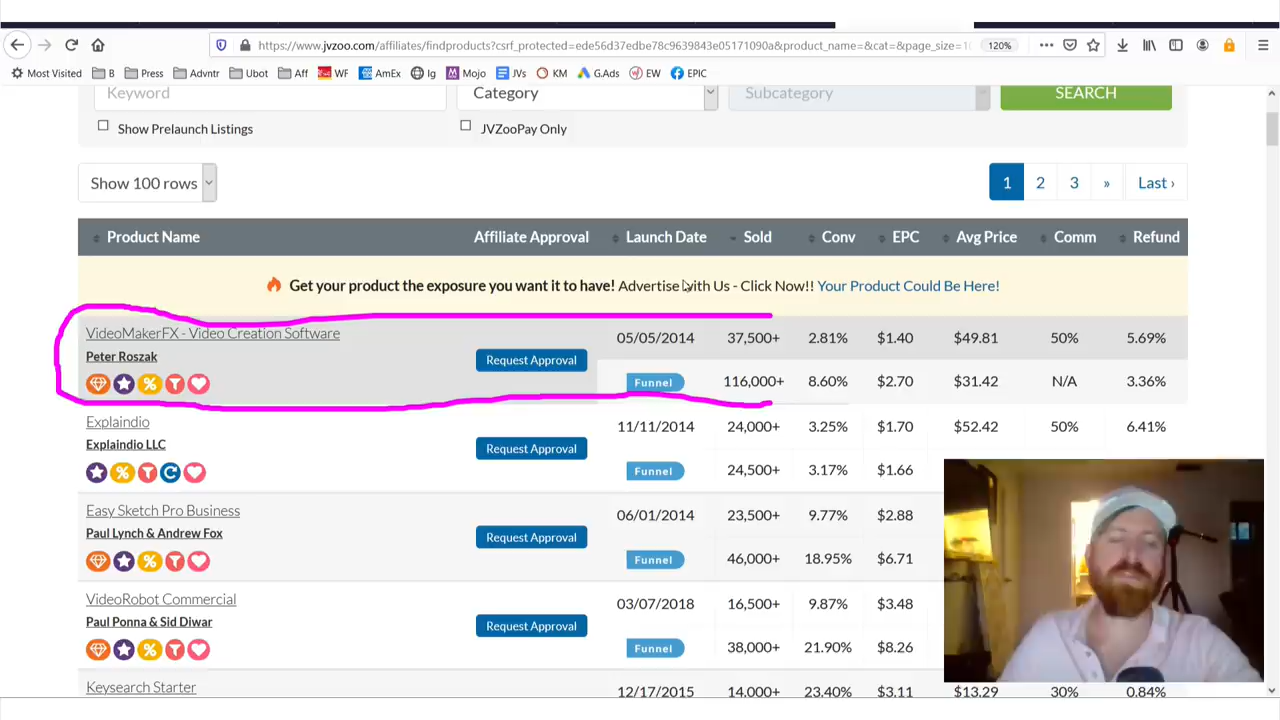 https://www.jvzoo.com/affiliates/findproducts?csrf_protected=ede56d37edbe78c9639843e05171090a&product_name=&cat=&page_size=1 120%
Most Visited B Press Advntr Ubot Aff WF AmEx Ig Mojo JVs KM G.Ads EW EPIC
Keyword Category Subcategory SEARCH
Show Prelaunch Listings JVZooPay Only
Show 100 rows 1 2 3 » Last ›
Product Name Affiliate Approval Launch Date Sold Conv EPC Avg Price Comm Refund
Get your product the exposure you want it to have! Advertise with Us - Click Now!! Your Product Could Be Here!
VideoMakerFX - Video Creation Software 05/05/2014 37,500+ 2.81% $1.40 $49.81 50% 5.69%
Peter Roszak Request Approval
Funnel 116,000+ 8.60% $2.70 $31.42 N/A 3.36%
Explaindio 11/11/2014 24,000+ 3.25% $1.70 $52.42 50% 6.41%
Explaindio LLC Request Approval
Funnel 24,500+ 3.17% $1.66
Easy Sketch Pro Business 06/01/2014 23,500+ 9.77% $2.88
Paul Lynch & Andrew Fox Request Approval
Funnel 46,000+ 18.95% $6.71
VideoRobot Commercial 03/07/2018 16,500+ 9.87% $3.48
Paul Ponna & Sid Diwar Request Approval
Funnel 38,000+ 21.90% $8.26
Keysearch Starter 12/17/2015 14,000+ 23.40% $3.11 $13.29 30% 0.84%